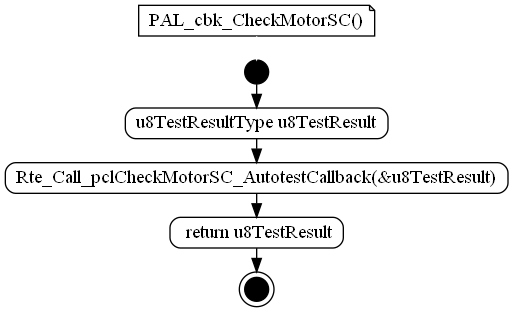 PAL_cbk_CheckMotorSC()
u8TestResultType u8TestResult
Rte_Call_pclCheckMotorSC_AutotestCallback(&u8TestResult)
return u8TestResult